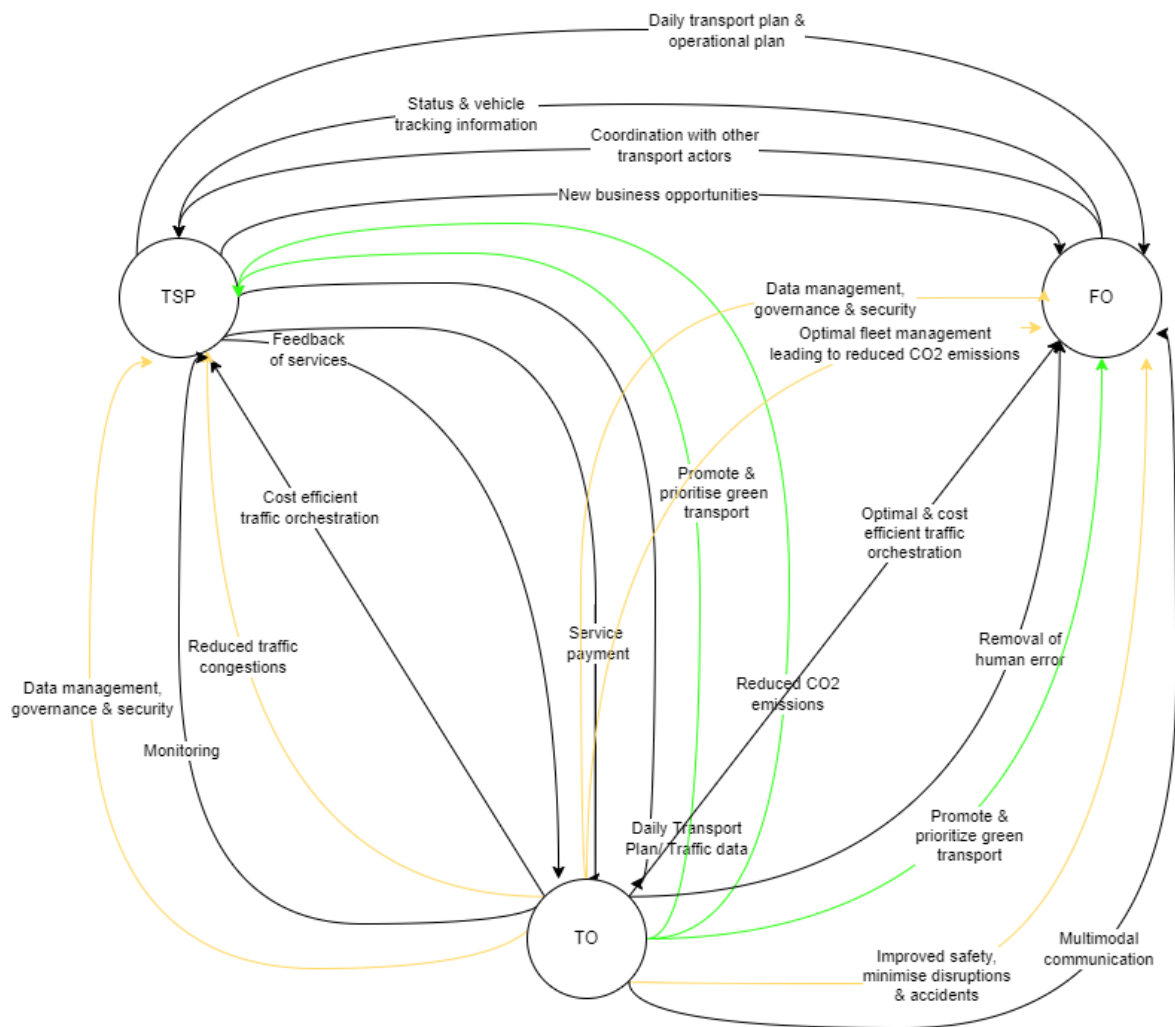 Daily transport plan &
operational plan
Status & vehicle
tracking information
Coordination with other
transport actors
New business opportunities
TSP
FO
Data management,
governance & security
Feedback
of services
Optimal fleet management
leading to reduced CO2 emissions
Promote &
prioritise green
transport
Cost efficient
traffic orchestration
Optimal & cost
efficient traffic
orchestration
Service
payment
Removal of
human error
Reduced traffic
congestions
Data management,
governance & security
Reduced CO2
emissions
Monitoring
Daily Transport
Plan/ Traffic data
Promote &
prioritize green
transport
TO
Improved safety,
minimise disruptions
& accidents
Multimodal
communication